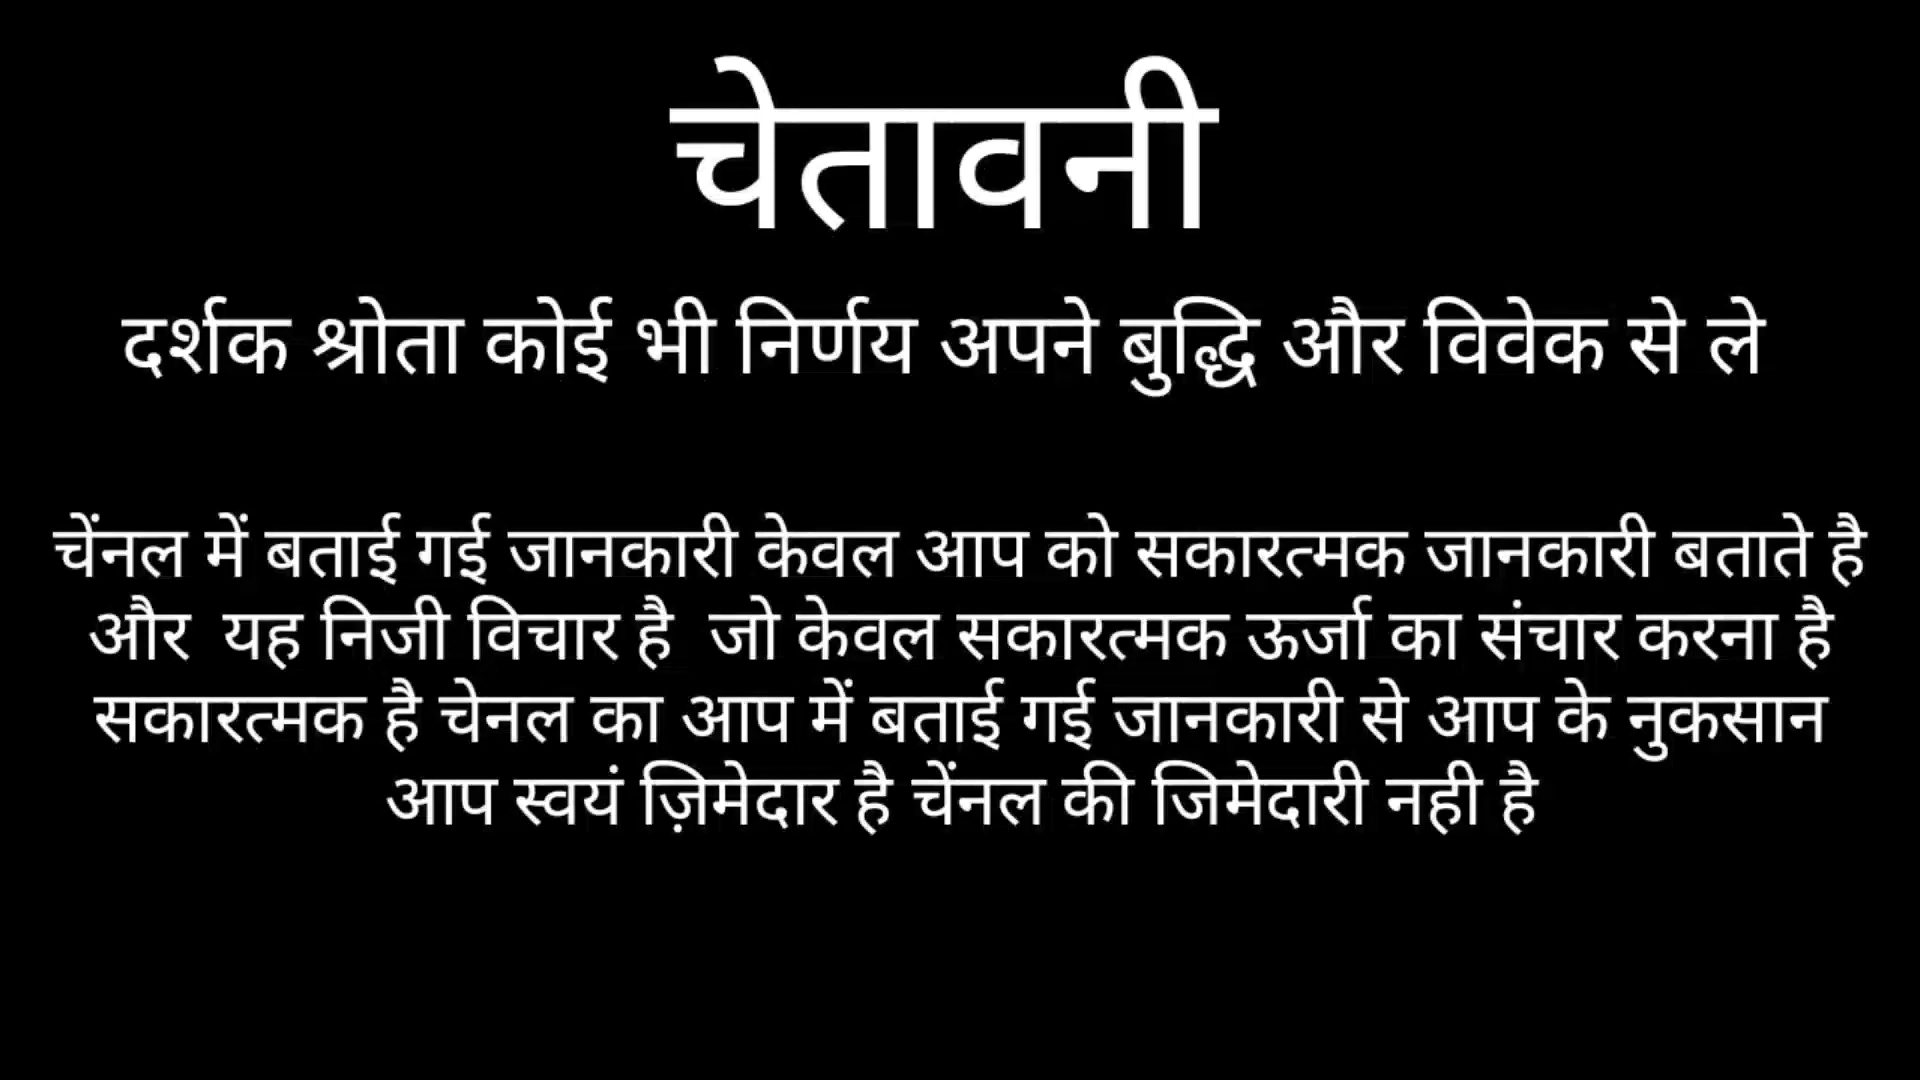 चेतावनी
दर्शक श्रोता कोई भी निर्णय अपने बुद्धि और विवेक से ले
चेंनल में बताई गई जानकारी केवल आप को सकारत्मक जानकारी बताते है
और यह निजी विचार है जो केवल सकारत्मक ऊर्जा का संचार करना है
सकारत्मक है चेनल का आप में बताई गई जानकारी से आप के नुकसान
आप स्वयं ज़िमेदार है चेंनल की जिमेदारी नही है